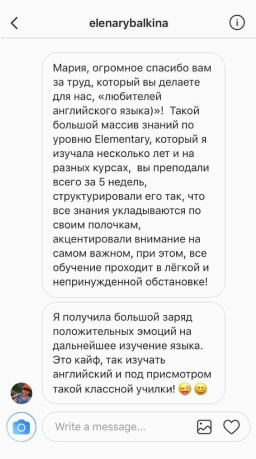 elenarybalkina
Мария, огромное спасибо вам
за труд, который вы делаете
для нас, «любителей
английского языка)»! Такой
большой массив знаний по
уровню Elementary, который я
изучала несколько лет и на
разных курсах, вы преподали
всего за 5 недель,
структурировали его так, что
все знания укладываются по
своим полочкам,
акцентировали внимание на
самом важном, при этом, все
обучение проходит в лёгкой и
непринужденной обстановке!
Я получила большой заряд
положительных эмоций на
дальнейшее изучение языка.
Это кайф, так изучать
английский и под присмотром
такой классной училки! 😜😄
Write a message...